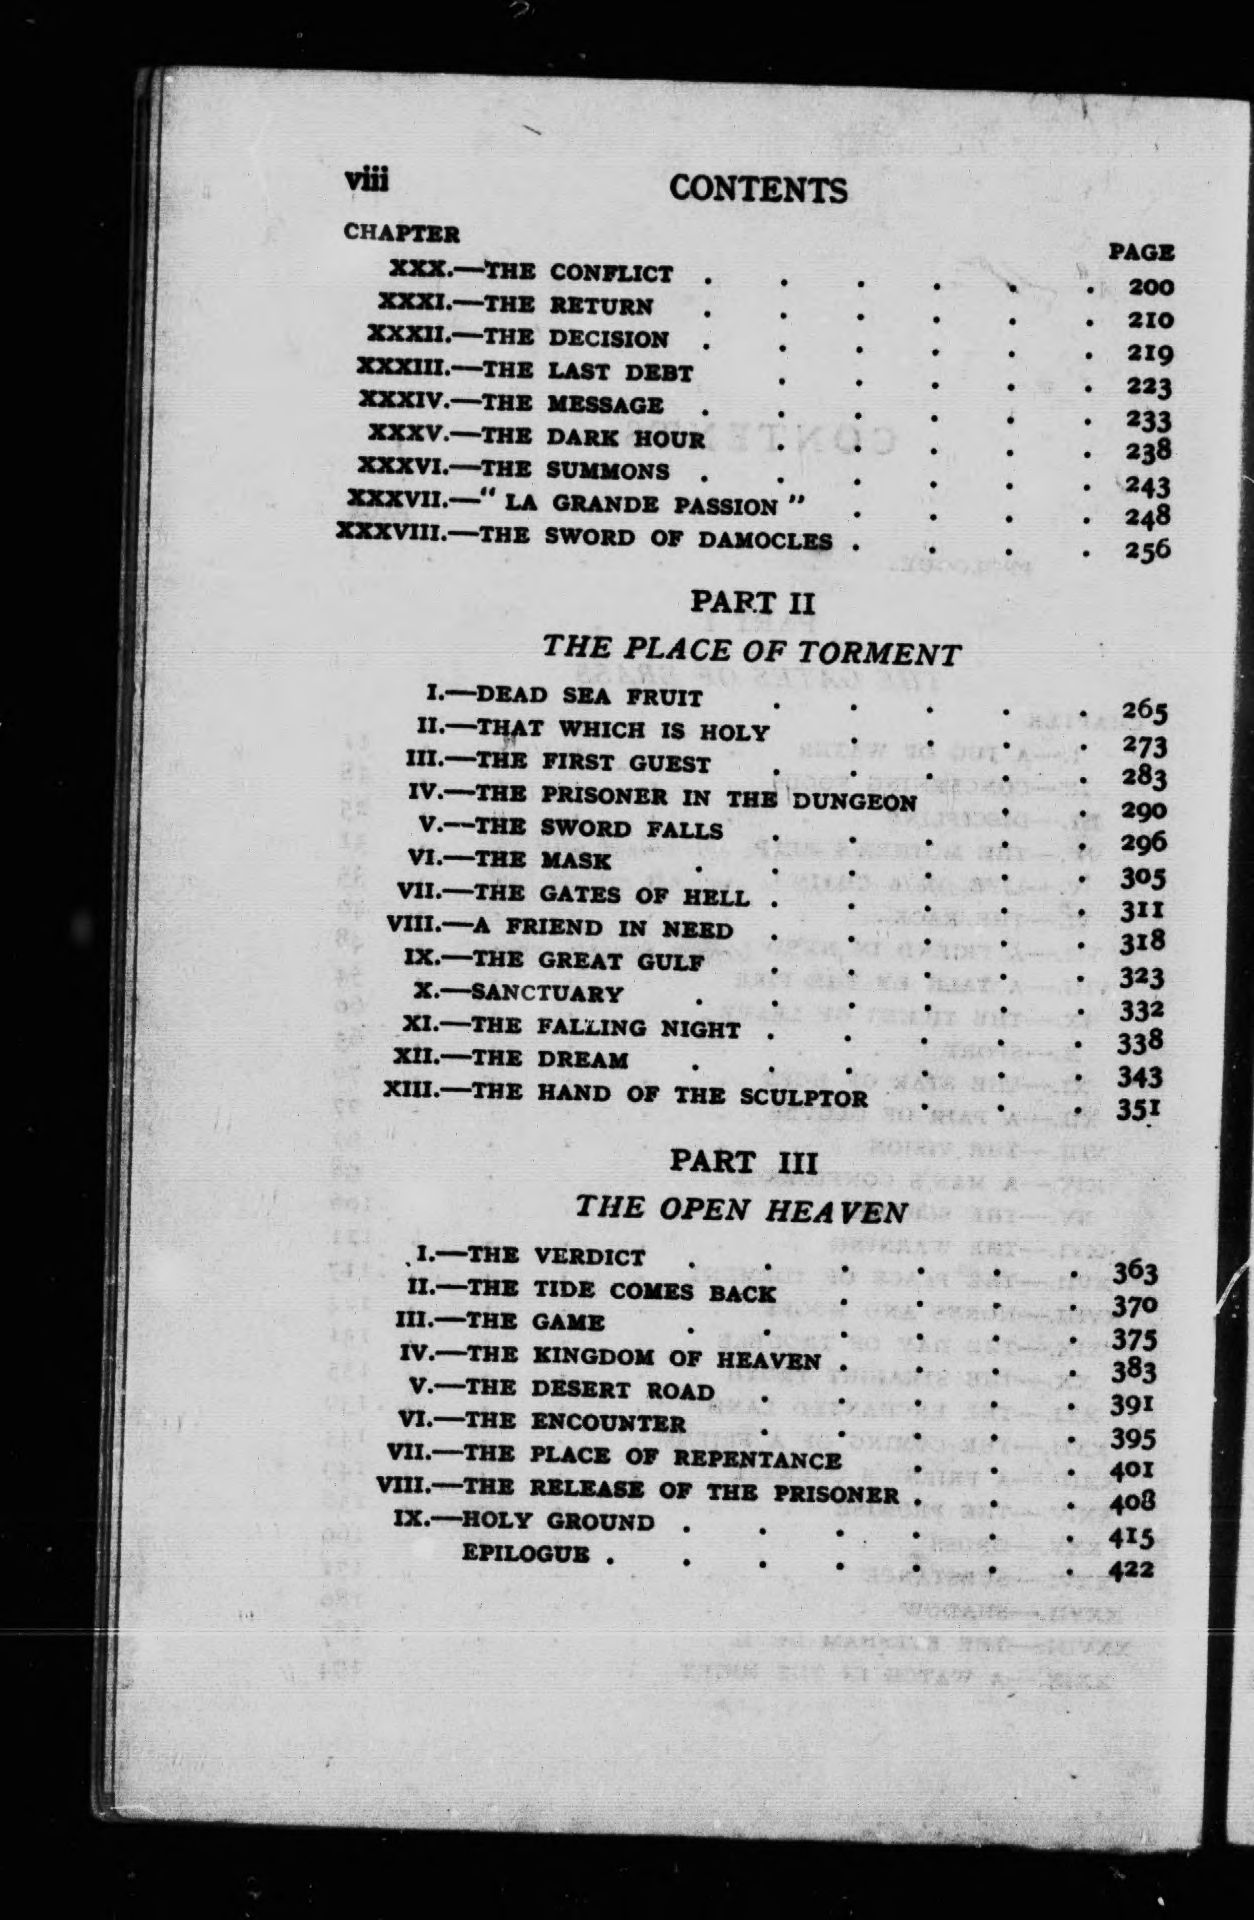 viii CONTENTS
CHAPTER PAGE
XXX.—THE CONFLICT . . . . . . 200
XXXI.—THE RETURN . . . . . . 210
XXXII.—THE DECISION . . . . . . 219
XXXIII.—THE LAST DEBT . . . . . 223
XXXIV.—THE MESSAGE . . . . . . 233
XXXV.—THE DARK HOUR . . . . . 238
XXXVI.—THE SUMMONS . . . . . . 243
XXXVII.—" LA GRANDE PASSION " . . . . 248
XXXVIII.—THE SWORD OF DAMOCLES . . . . 256
PART II
THE PLACE OF TORMENT
I.—DEAD SEA FRUIT . . . . . 265
II.—THAT WHICH IS HOLY . . . . 273
III.—THE FIRST GUEST . . . . . 283
IV.—THE PRISONER IN THE DUNGEON . . 290
V.—THE SWORD FALLS . . . . . 296
VI.—THE MASK . . . . . . 305
VII.—THE GATES OF HELL . . . . . 311
VIII.—A FRIEND IN NEED . . . . . 318
IX.—THE GREAT GULF . . . . . 323
X.—SANCTUARY . . . . . . 332
XI.—THE FALLING NIGHT . . . . . 338
XII.—THE DREAM . . . . . . 343
XIII.—THE HAND OF THE SCULPTOR . . . 351
PART III
THE OPEN HEAVEN
I.—THE VERDICT . . . . . . 363
II.—THE TIDE COMES BACK . . . . 370
III.—THE GAME . . . . . . 375
IV.—THE KINGDOM OF HEAVEN . . . . 383
V.—THE DESERT ROAD . . . . . 391
VI.—THE ENCOUNTER . . . . . 395
VII.—THE PLACE OF REPENTANCE . . . 401
VIII.—THE RELEASE OF THE PRISONER . . . 408
IX.—HOLY GROUND . . . . . . 415
EPILOGUE . . . . . . . 422